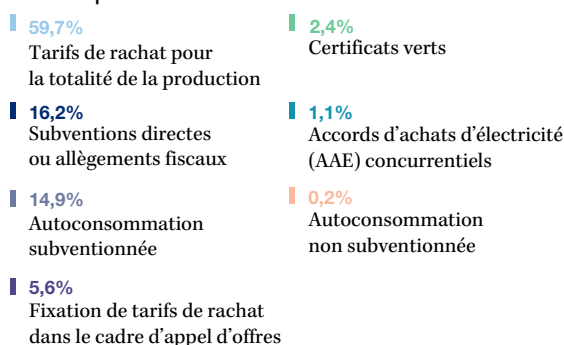 59,7%
Tarifs de rachat pour
la totalité de la production
16,2%
Subventions directes
ou allègements fiscaux
14,9%
Autoconsommation
subventionnée
5,6%
Fixation de tarifs de rachat
dans le cadre d'appel d'offres
2,4%
Certificats verts
1,1%
Accords d'achats d'électricité
(AAE) concurrentiels
0,2%
Autoconsommation
non subventionnée